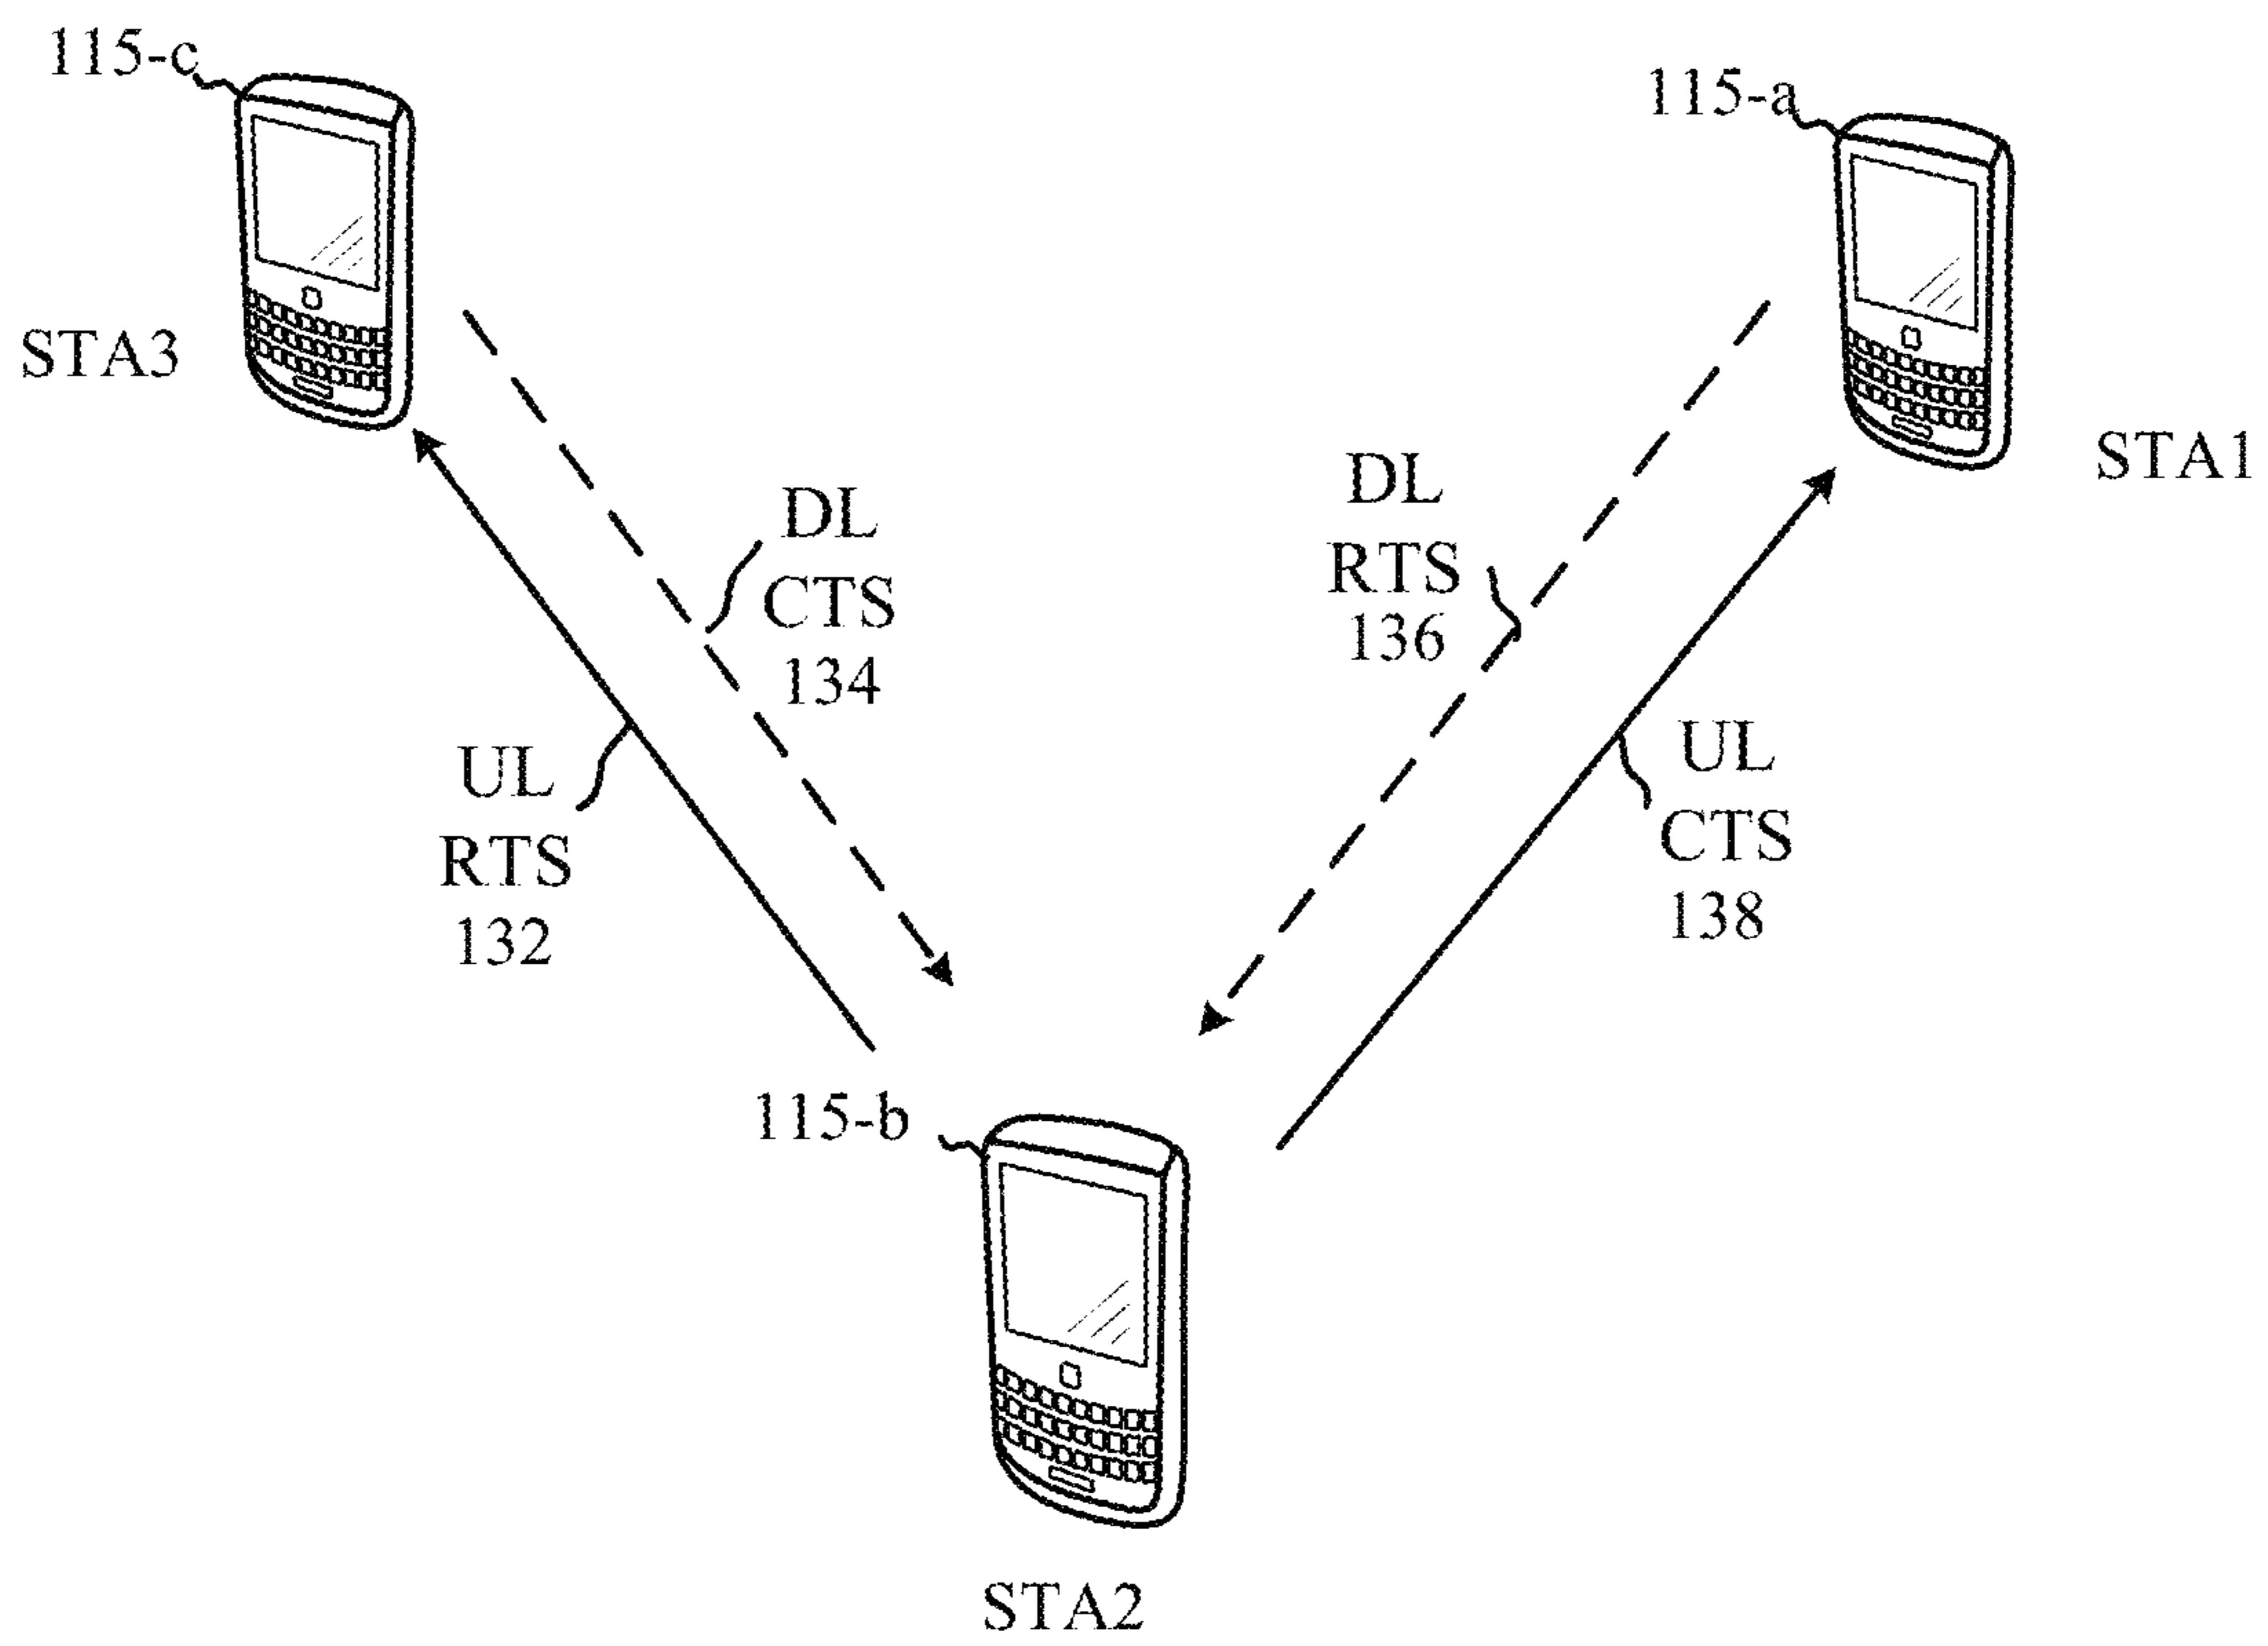 115-c
115-a
STA3
STA1
DL
CTS
134
DL
RTS
136
UL
RTS
132
UL
CTS
138
115-b
STA2